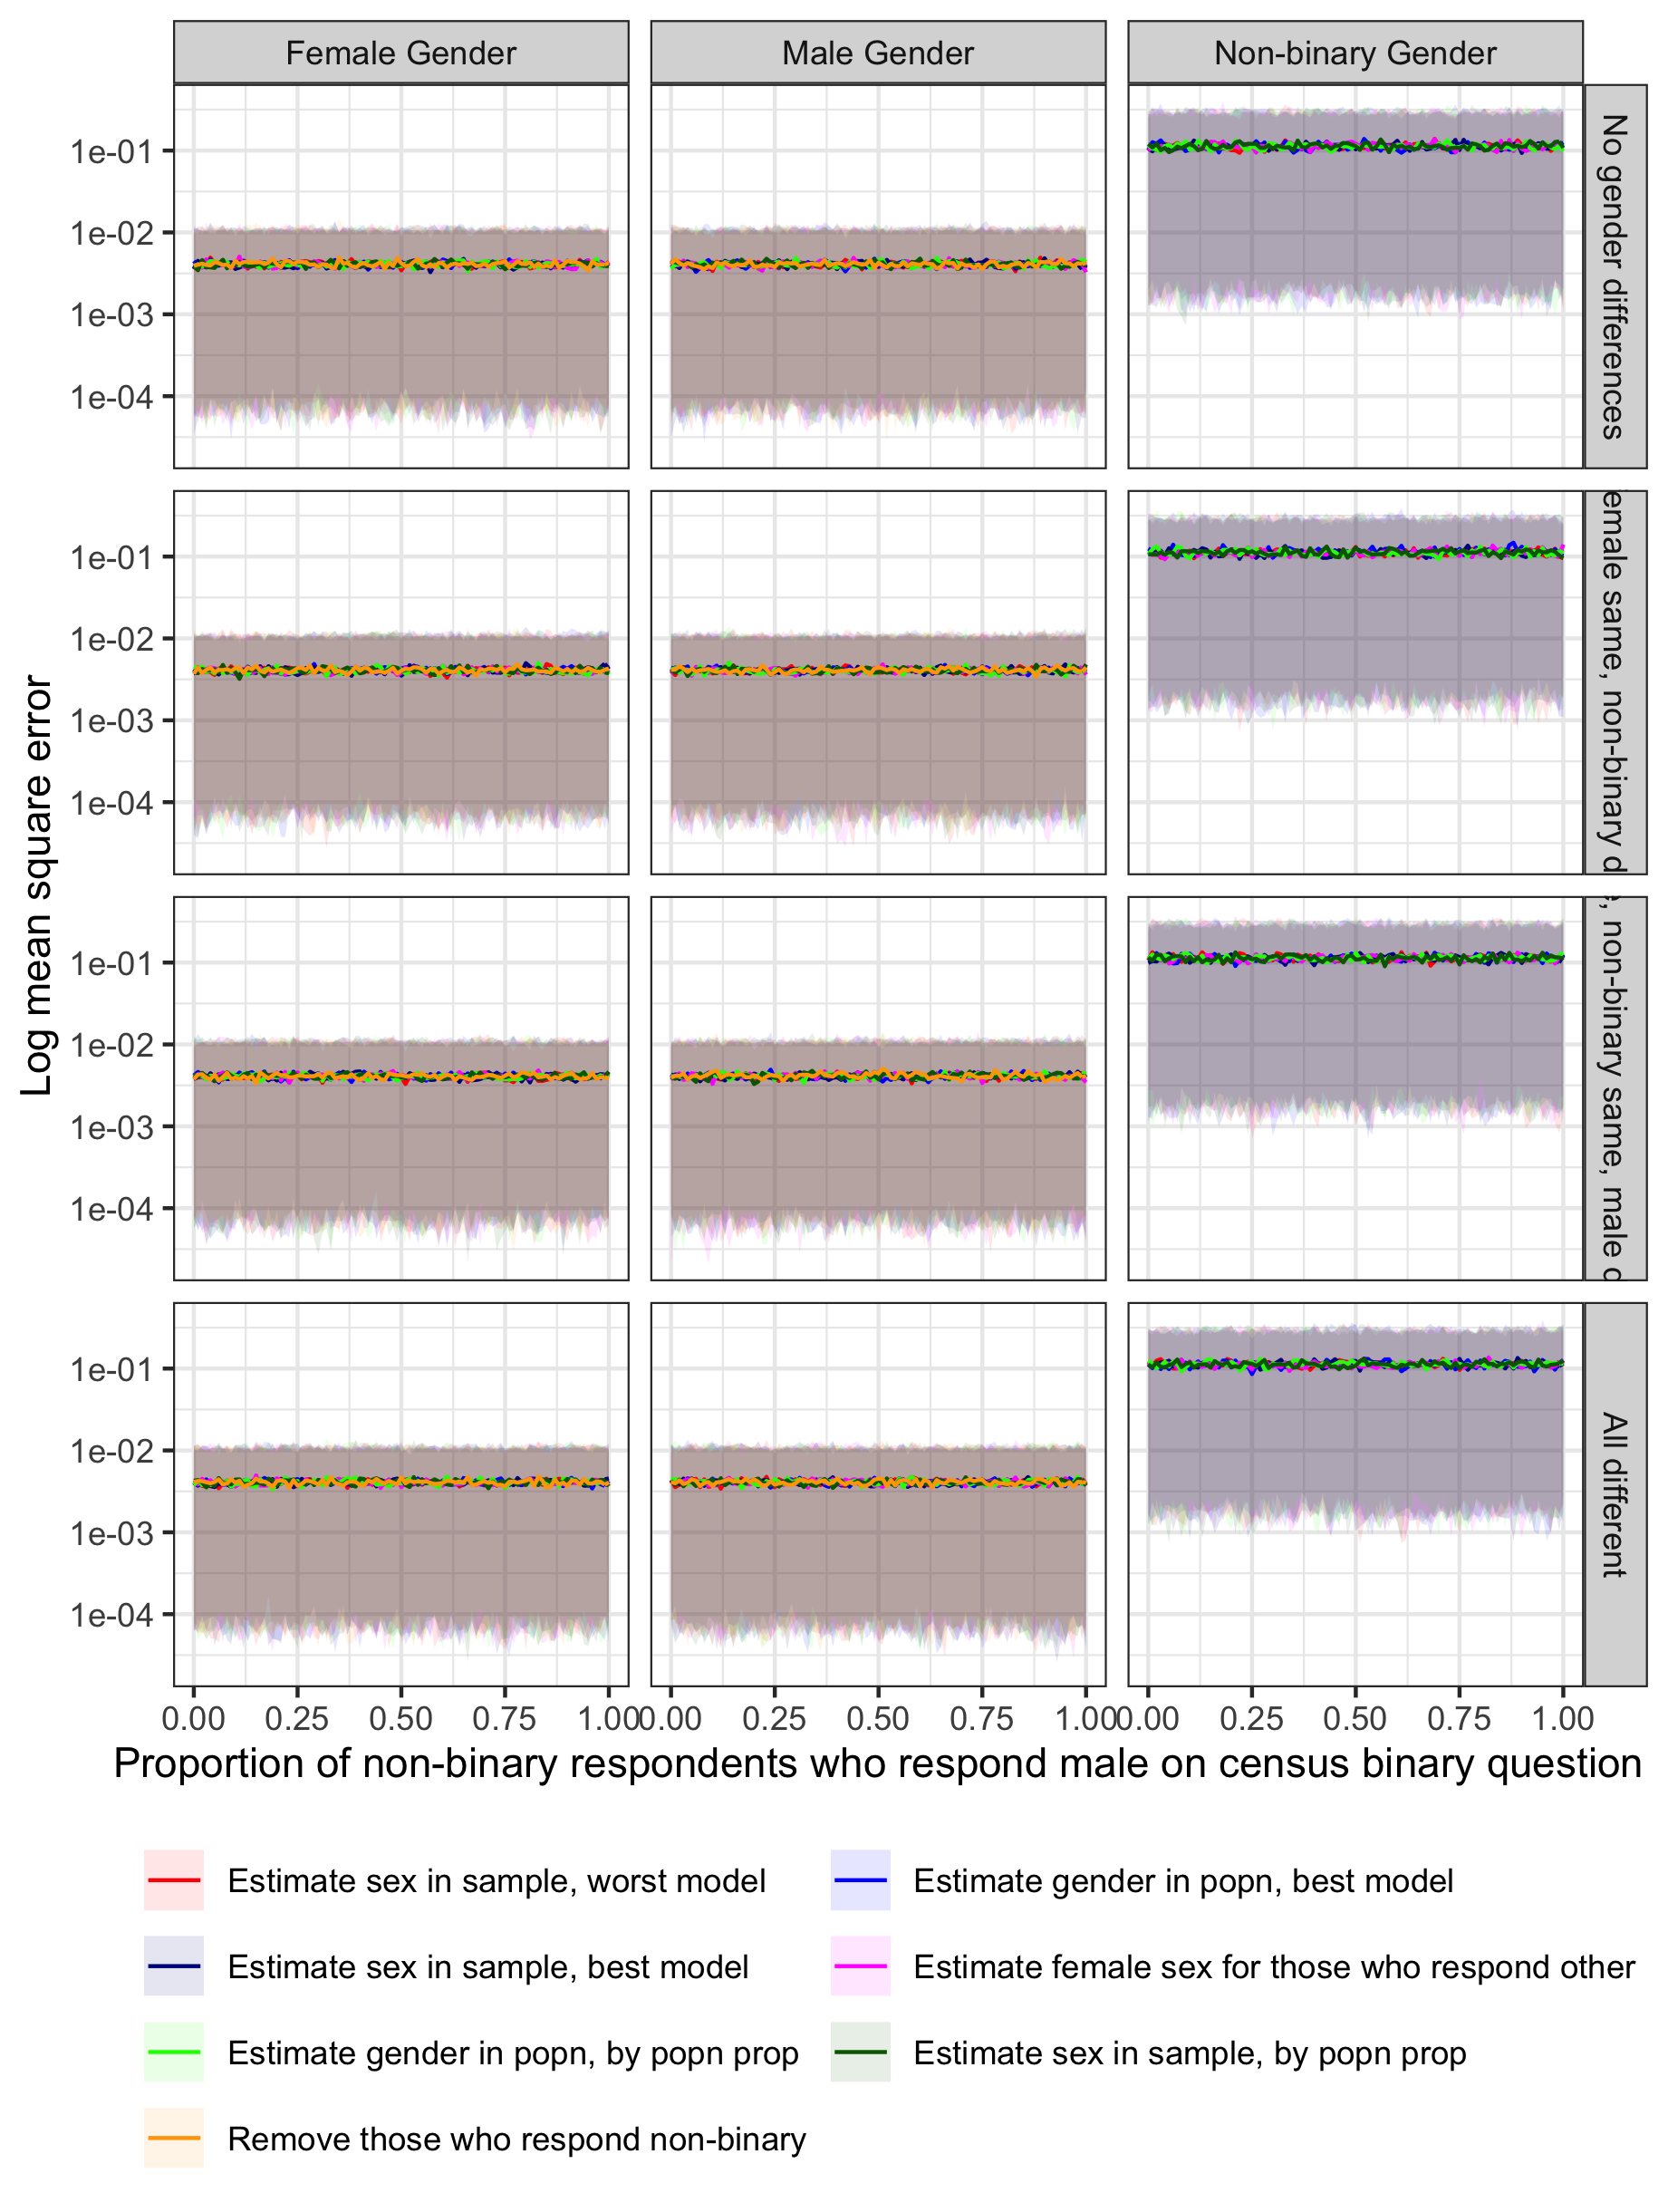 Female Gender
Male Gender
Non-binary Gender
1e-01
1e-02
1e-03
1e-04
No gender differences
1e-01
1e-02
1e-03
1e-04
emale same, non-binary d
1e-01
1e-02
1e-03
1e-04
, non-binary same, male
1e-01
1e-02
1e-03
1e-04
All different
Log mean square error
0.00 0.25 0.50 0.75 1.00
0.00 0.25 0.50 0.75 1.00
0.00 0.25 0.50 0.75 1.00
Proportion of non-binary respondents who respond male on census binary question
Estimate sex in sample, worst model
Estimate gender in popn, best model
Estimate sex in sample, best model
Estimate female sex for those who respond other
Estimate gender in popn, by popn prop
Estimate sex in sample, by popn prop
Remove those who respond non-binary